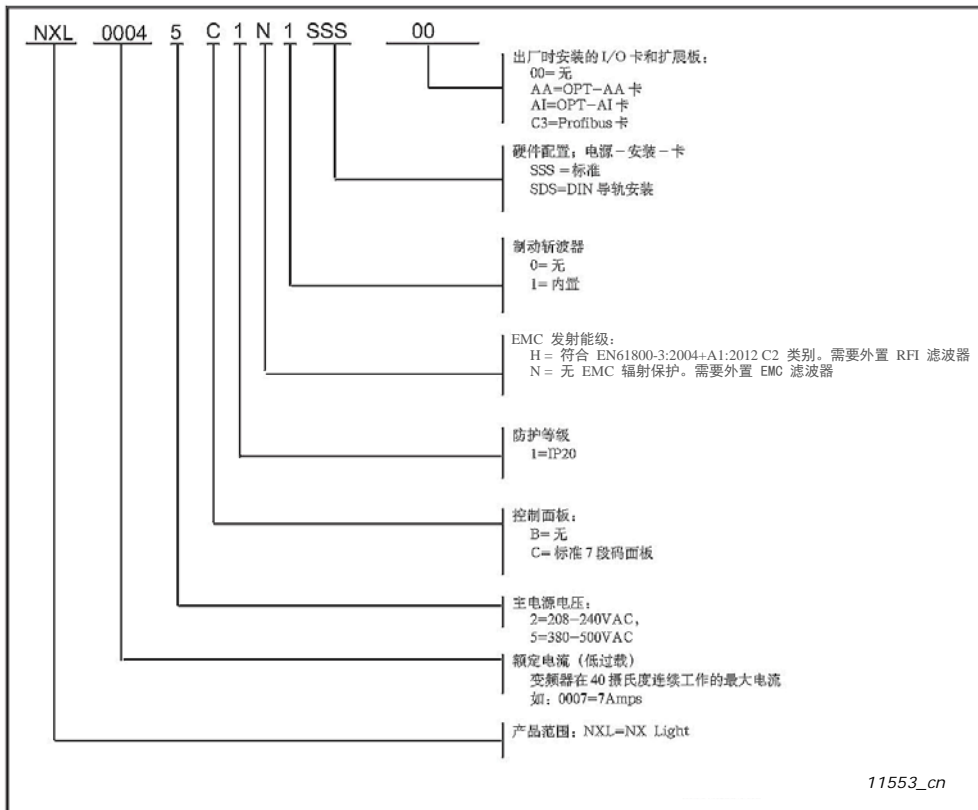 NXL 0004 5 C 1 N 1 SSS 00
出厂时安装的 I/O 卡和扩展板：
00= 无
AA=OPT-AA 卡
AI=OPT-AI 卡
C3=Profibus 卡
硬件配置：电源－安装－卡
SSS =标准
SDS=DIN 导轨安装
制动斩波器
0= 无
1= 内置
EMC 发射能级：
H = 符合 EN61800-3:2004+A1:2012 C2 类别。需要外置 RFI 滤波器
N = 无 EMC 辐射保护。需要外置 EMC 滤波器
防护等级
1=IP20
控制面板：
B= 无
C= 标准 7 段码面板
主电源电压：
2=208-240VAC，
5=380-500VAC
额定电流（低过载）
变频器在 40 摄氏度连续工作的最大电流
如：0007=7Amps
产品范围：NXL=NX Light
11553_cn